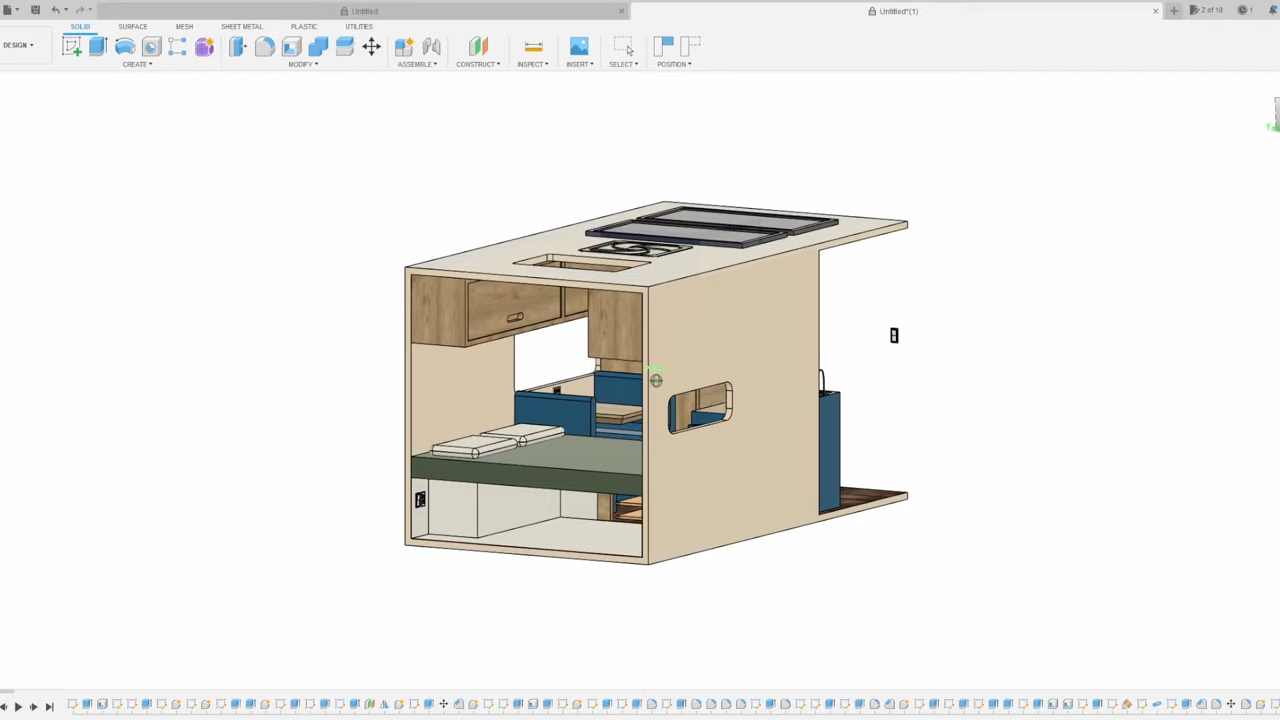 Untitled
Untitled*(1)
2 of 10
1
SOLID
SURFACE
MESH
SHEET METAL
PLASTIC
UTILITIES
DESIGN
CREATE
MODIFY
ASSEMBLE
CONSTRUCT
INSPECT
INSERT
SELECT
POSITION
Y